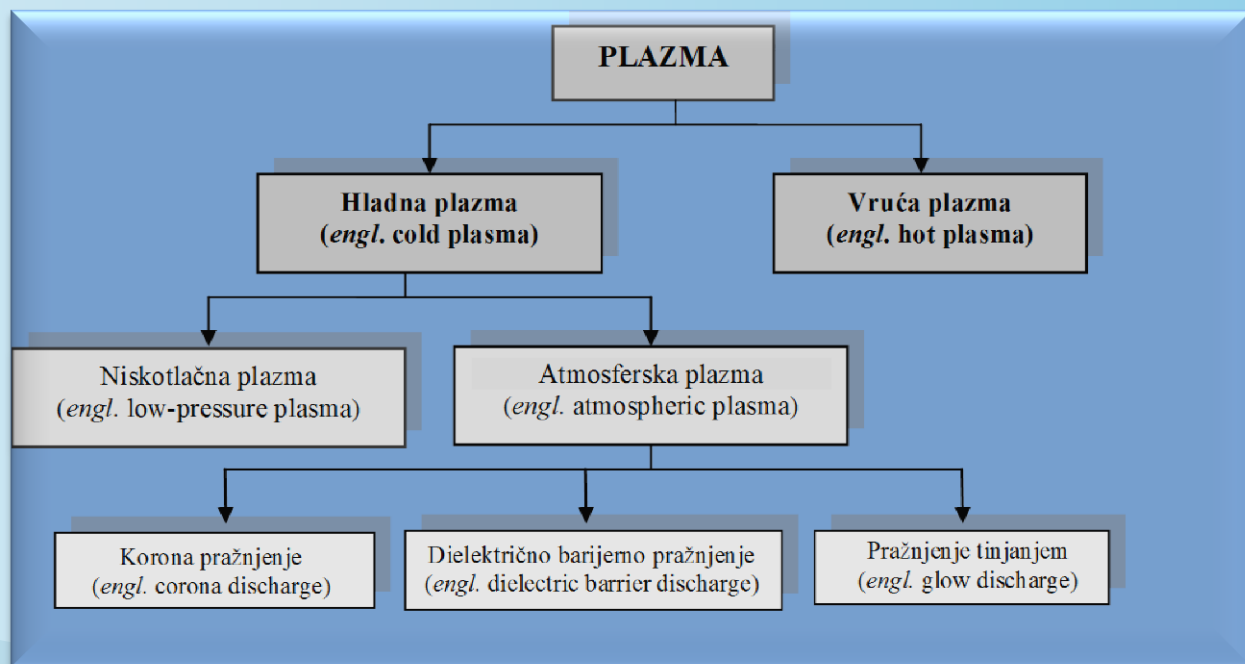 PLAZMA
Hladna plazma
(engl. cold plasma)
Vruća plazma
(engl. hot plasma)
Niskotlačna plazma
(engl. low-pressure plasma)
Atmosferska plazma
(engl. atmospheric plasma)
Korona pražnjenje
(engl. corona discharge)
Dielektrično barijerno pražnjenje
(engl. dielectric barrier discharge)
Pražnjenje tinjanjem
(engl. glow discharge)